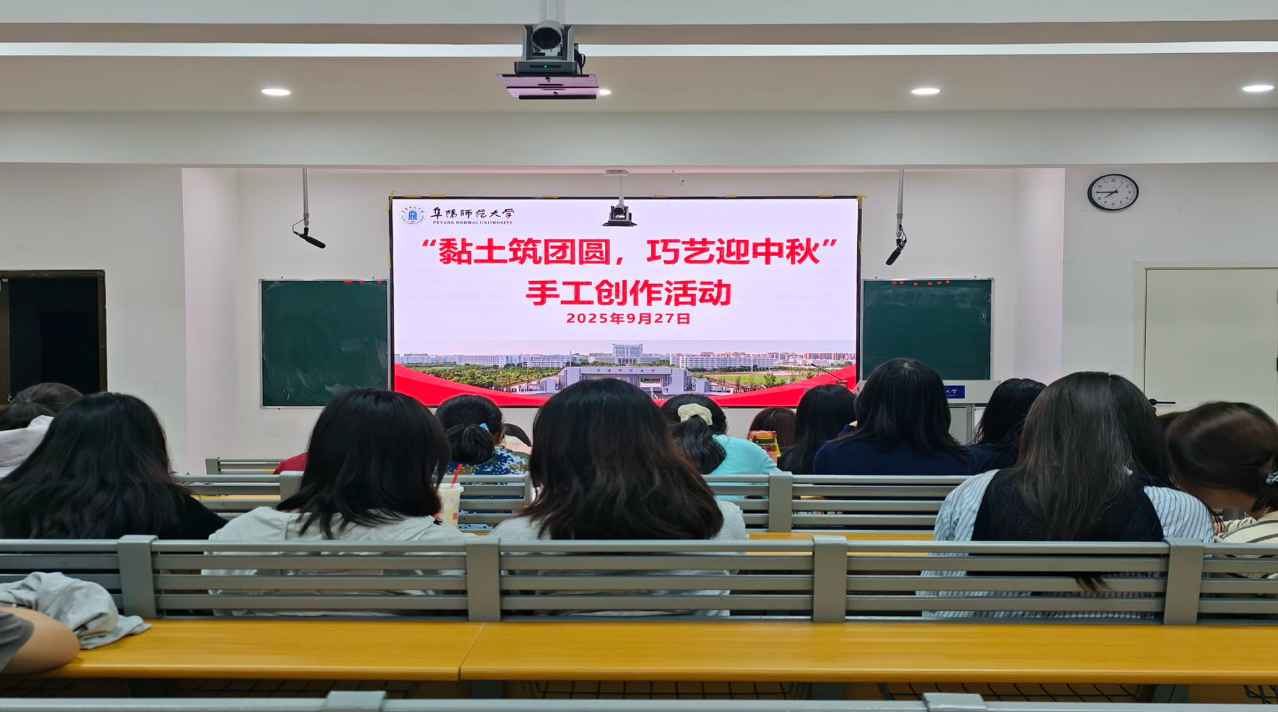 阜阳师范大学
FUYANG NORMAL UNIVERSITY
“黏土筑团圆，巧艺迎中秋”
手工创作活动
2025年9月27日